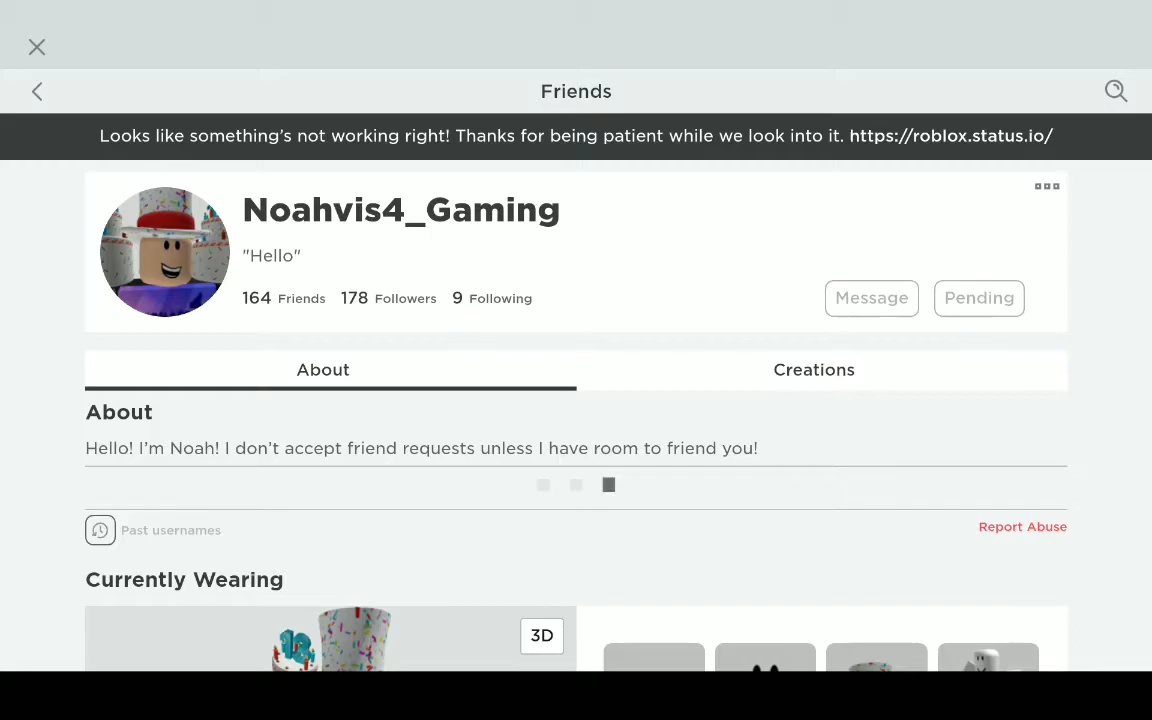 Friends
Looks like something's not working right! Thanks for being patient while we look into it. https://roblox.status.io/
Noahvis4_Gaming
"Hello"
164 Friends 178 Followers 9 Following
Message Pending
About Creations
About
Hello! I'm Noah! I don't accept friend requests unless I have room to friend you!
Past usernames Report Abuse
Currently Wearing
3D